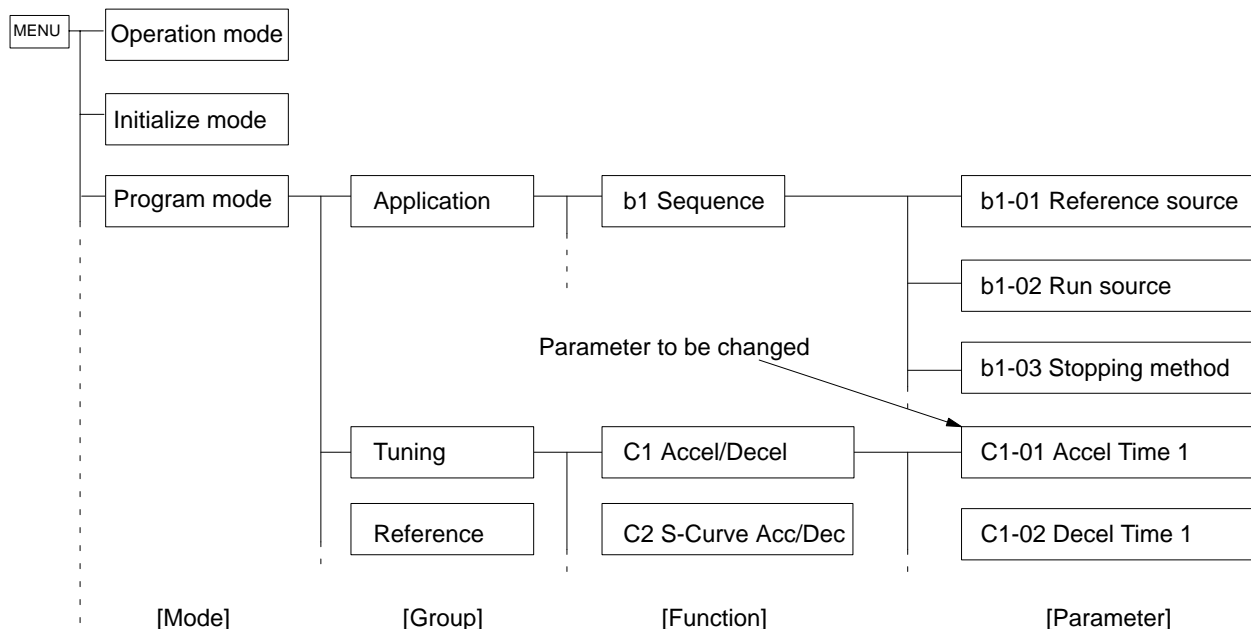 MENU
Operation mode
Initialize mode
Program mode
Application
b1 Sequence
b1-01 Reference source
b1-02 Run source
Parameter to be changed
b1-03 Stopping method
Tuning
C1 Accel/Decel
C1-01 Accel Time 1
Reference
C2 S-Curve Acc/Dec
C1-02 Decel Time 1
[Mode]
[Group]
[Function]
[Parameter]